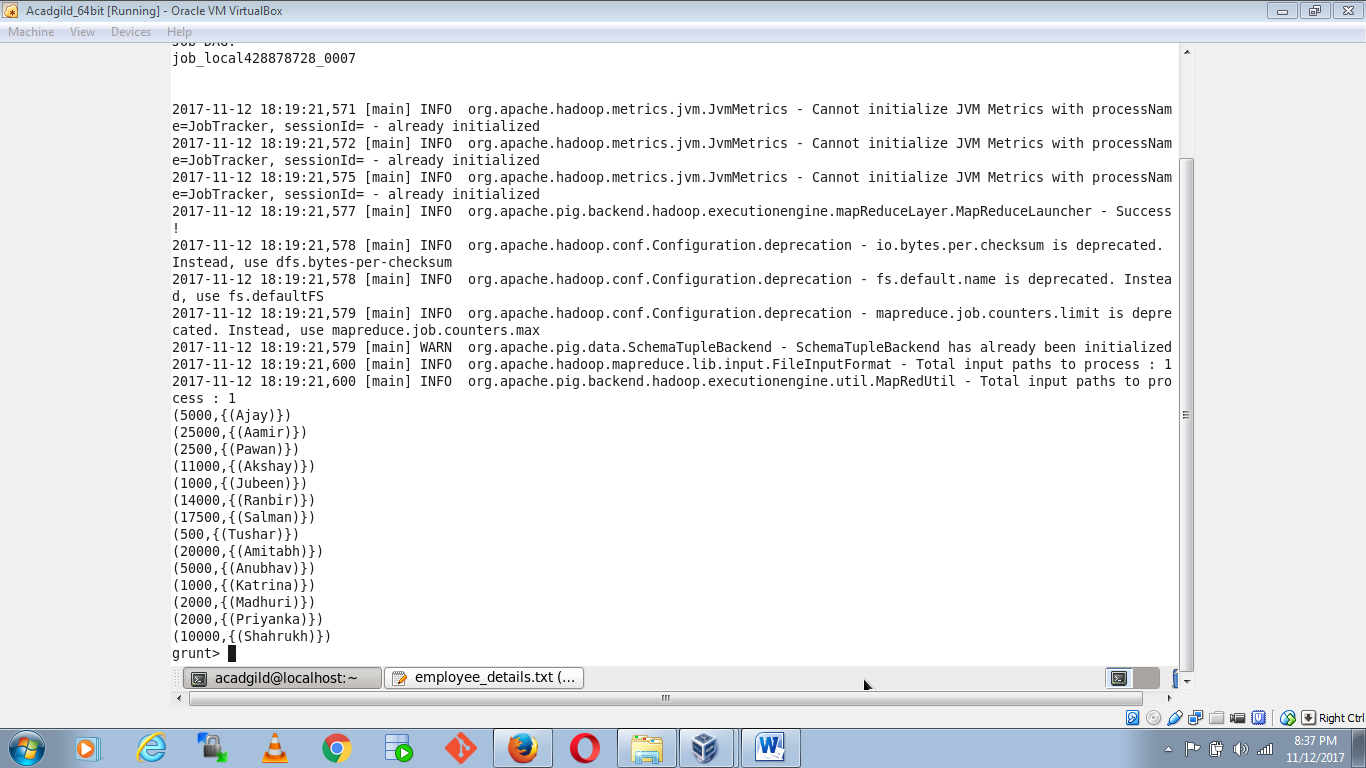 Acadgild_64bit [Running] - Oracle VM VirtualBox
Machine View Devices Help
Job DAG:
job_local428878728_0007
2017-11-12 18:19:21,571 [main] INFO  org.apache.hadoop.metrics.jvm.JvmMetrics - Cannot initialize JVM Metrics with processNam
e=JobTracker, sessionId= - already initialized
2017-11-12 18:19:21,572 [main] INFO  org.apache.hadoop.metrics.jvm.JvmMetrics - Cannot initialize JVM Metrics with processNam
e=JobTracker, sessionId= - already initialized
2017-11-12 18:19:21,575 [main] INFO  org.apache.hadoop.metrics.jvm.JvmMetrics - Cannot initialize JVM Metrics with processNam
e=JobTracker, sessionId= - already initialized
2017-11-12 18:19:21,577 [main] INFO  org.apache.pig.backend.hadoop.executionengine.mapReduceLayer.MapReduceLauncher - Success
!
2017-11-12 18:19:21,578 [main] INFO  org.apache.hadoop.conf.Configuration.deprecation - io.bytes.per.checksum is deprecated.
Instead, use dfs.bytes-per-checksum
2017-11-12 18:19:21,578 [main] INFO  org.apache.hadoop.conf.Configuration.deprecation - fs.default.name is deprecated. Instea
d, use fs.defaultFS
2017-11-12 18:19:21,579 [main] INFO  org.apache.hadoop.conf.Configuration.deprecation - mapreduce.job.counters.limit is depre
cated. Instead, use mapreduce.job.counters.max
2017-11-12 18:19:21,579 [main] WARN  org.apache.pig.data.SchemaTupleBackend - SchemaTupleBackend has already been initialized
2017-11-12 18:19:21,600 [main] INFO  org.apache.hadoop.mapreduce.lib.input.FileInputFormat - Total input paths to process : 1
2017-11-12 18:19:21,600 [main] INFO  org.apache.pig.backend.hadoop.executionengine.util.MapRedUtil - Total input paths to pro
cess : 1
(5000,{(Ajay)})
(25000,{(Aamir)})
(2500,{(Pawan)})
(11000,{(Akshay)})
(1000,{(Jubeen)})
(14000,{(Ranbir)})
(17500,{(Salman)})
(500,{(Tushar)})
(20000,{(Amitabh)})
(5000,{(Anubhav)})
(1000,{(Katrina)})
(2000,{(Madhuri)})
(2000,{(Priyanka)})
(10000,{(Shahrukh)})
grunt>
acadgild@localhost:~ employee_details.txt (...
Right Ctrl
8:37 PM
11/12/2017